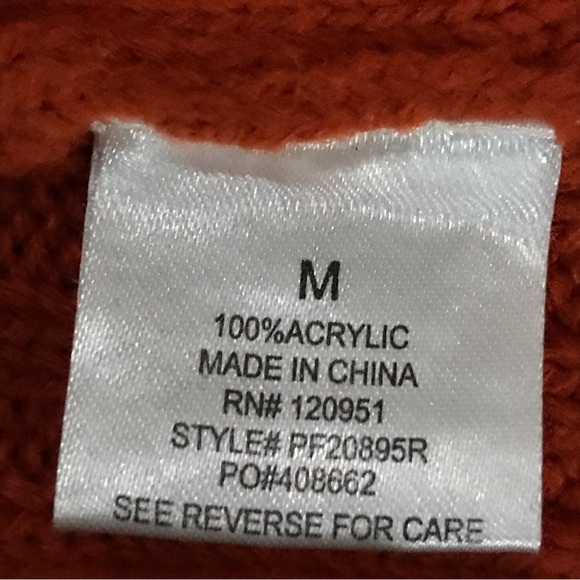 M
100%ACRYLIC
MADE IN CHINA
RN# 120951
STYLE# PF20895R
PO#408662
SEE REVERSE FOR CARE